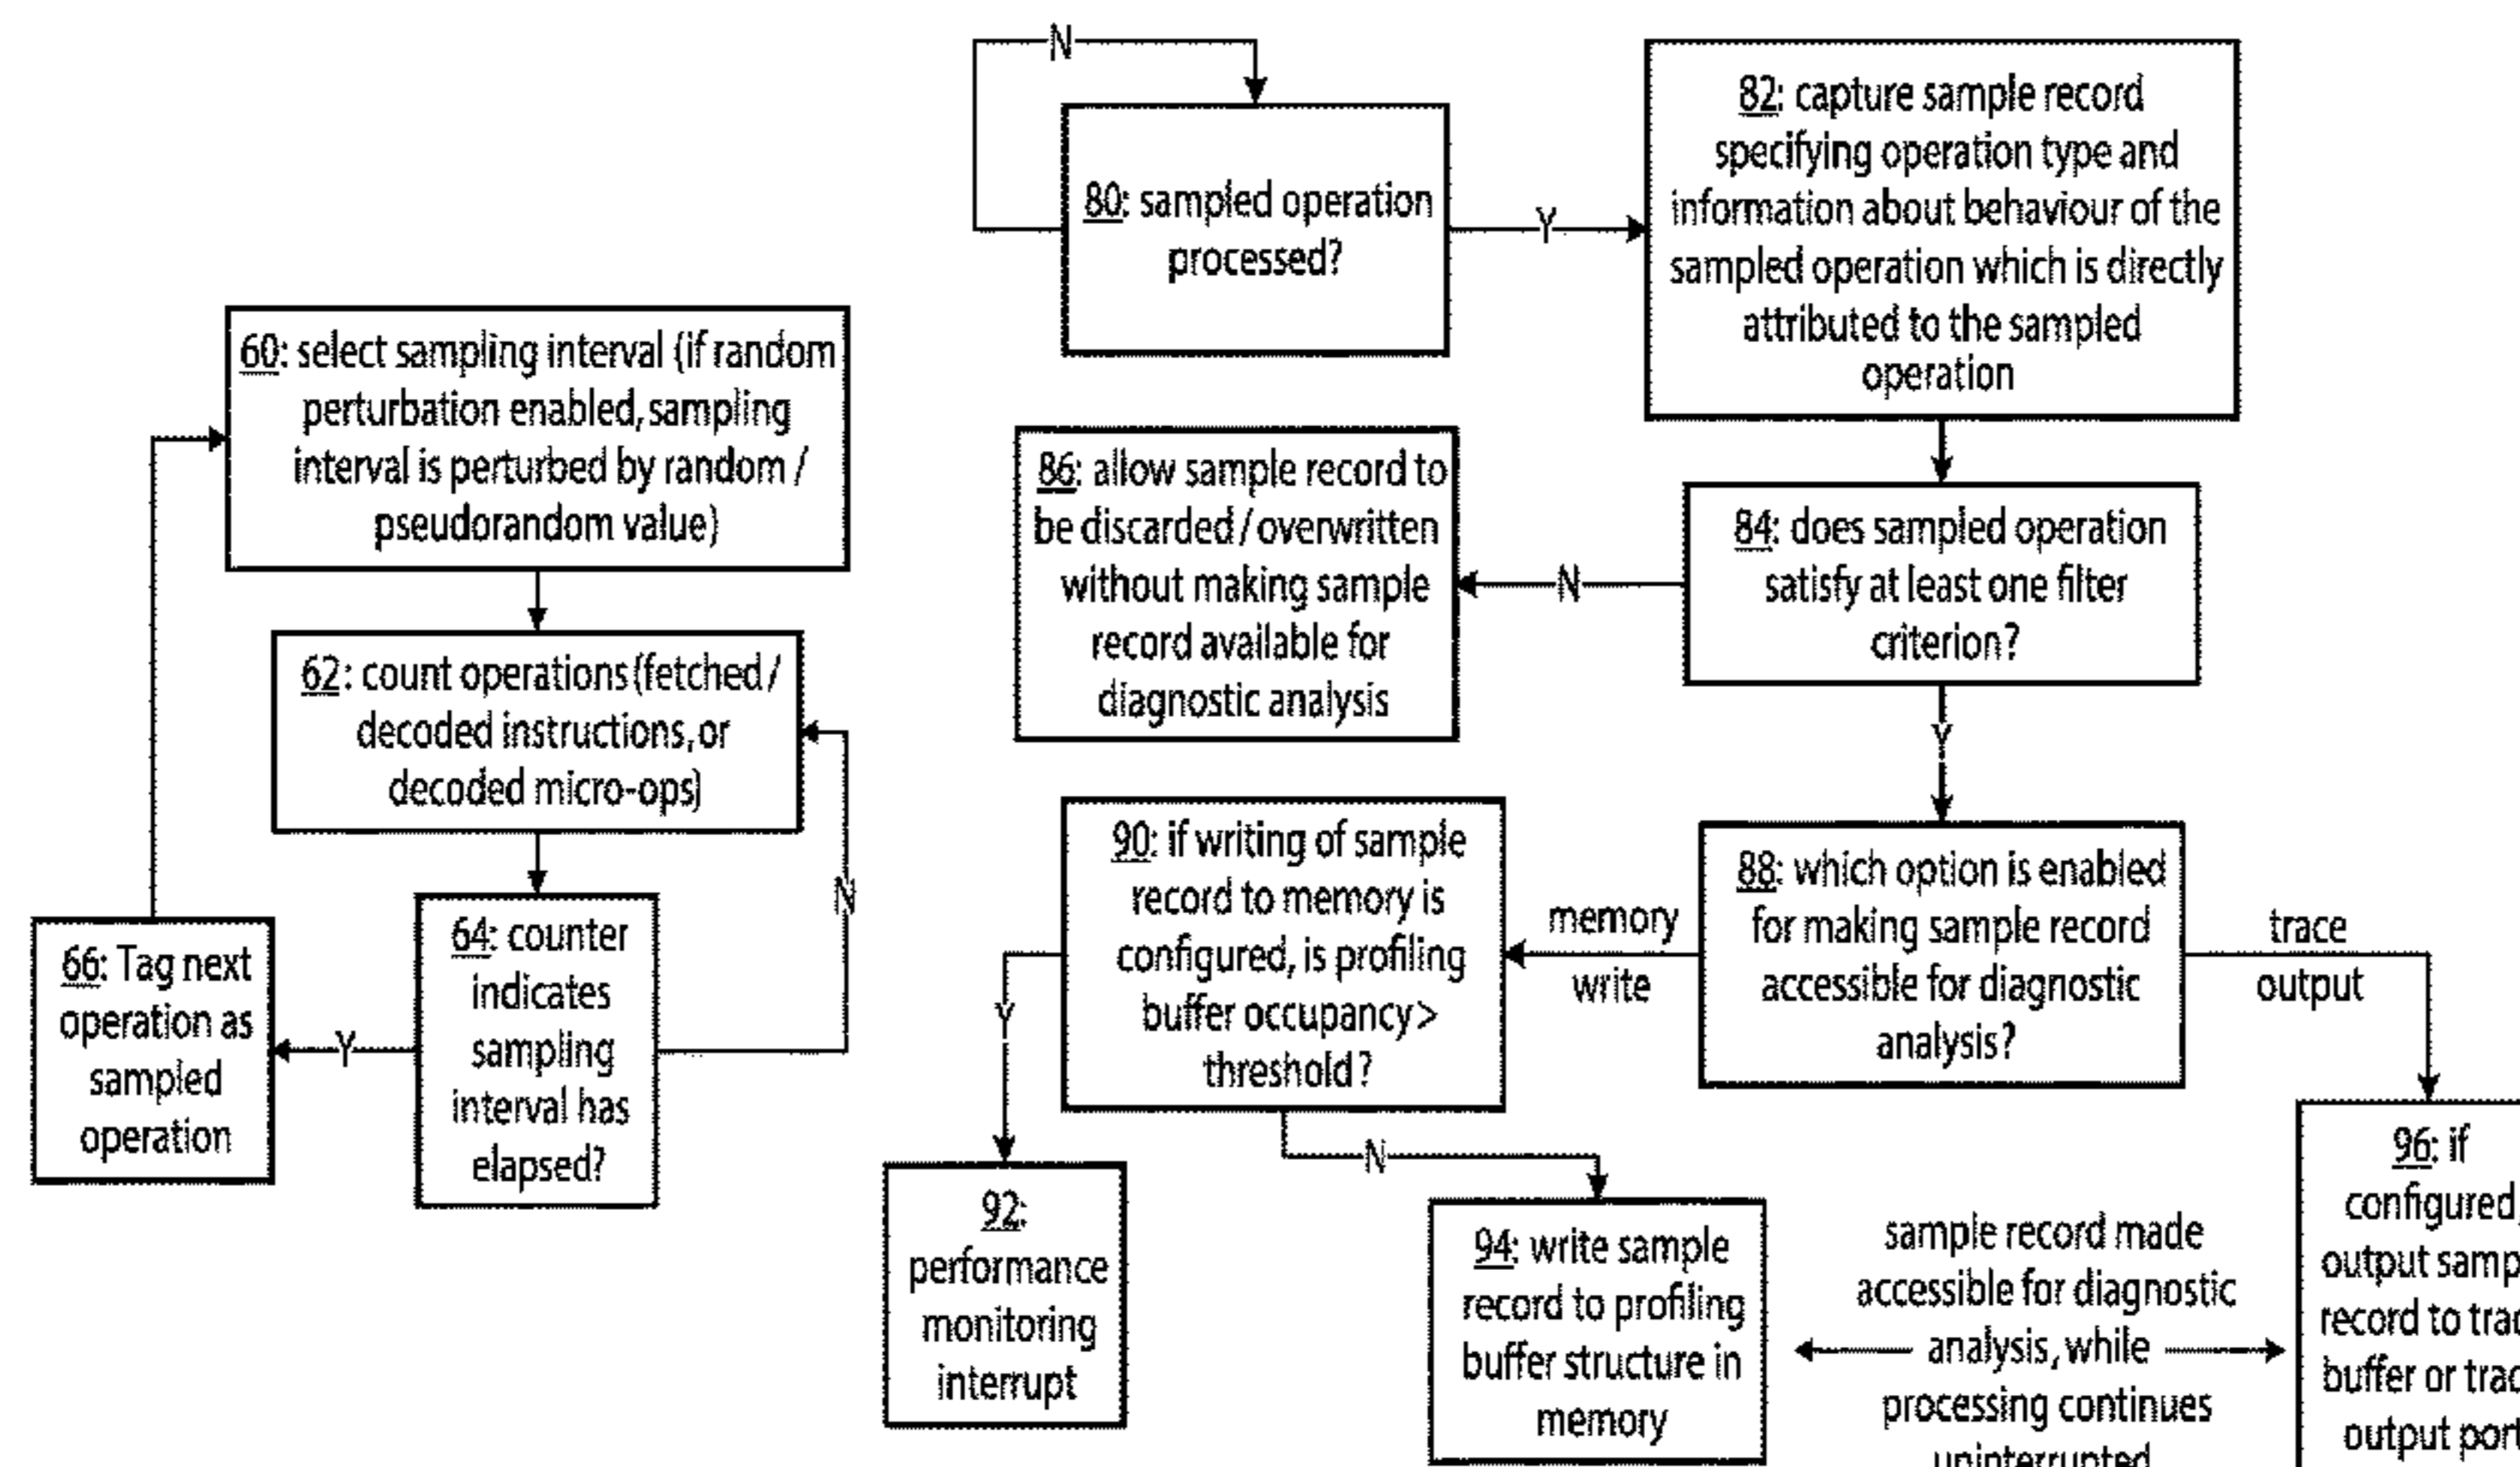 60: select sampling interval (if random
perturbation enabled, sampling
interval is perturbed by random /
pseudorandom value)
62: count operations (fetched /
decoded instructions, or
decoded micro-ops)
64: counter
indicates
sampling
interval has
elapsed?
N
Y
66: Tag next
operation as
sampled
operation
N
80: sampled operation
processed?
Y
82: capture sample record
specifying operation type and
information about behaviour of the
sampled operation which is directly
attributed to the sampled
operation
84: does sampled operation
satisfy at least one filter
criterion?
N
86: allow sample record to
be discarded / overwritten
without making sample
record available for
diagnostic analysis
Y
88: which option is enabled
for making sample record
accessible for diagnostic
analysis?
memory
write
trace
output
90: if writing of sample
record to memory is
configured, is profiling
buffer occupancy >
threshold?
Y
N
92:
performance
monitoring
interrupt
94: write sample
record to profiling
buffer structure in
memory
sample record made
accessible for diagnostic
analysis, while
processing continues
uninterrupted
96: if
configured,
output
record to
buffer or
output port